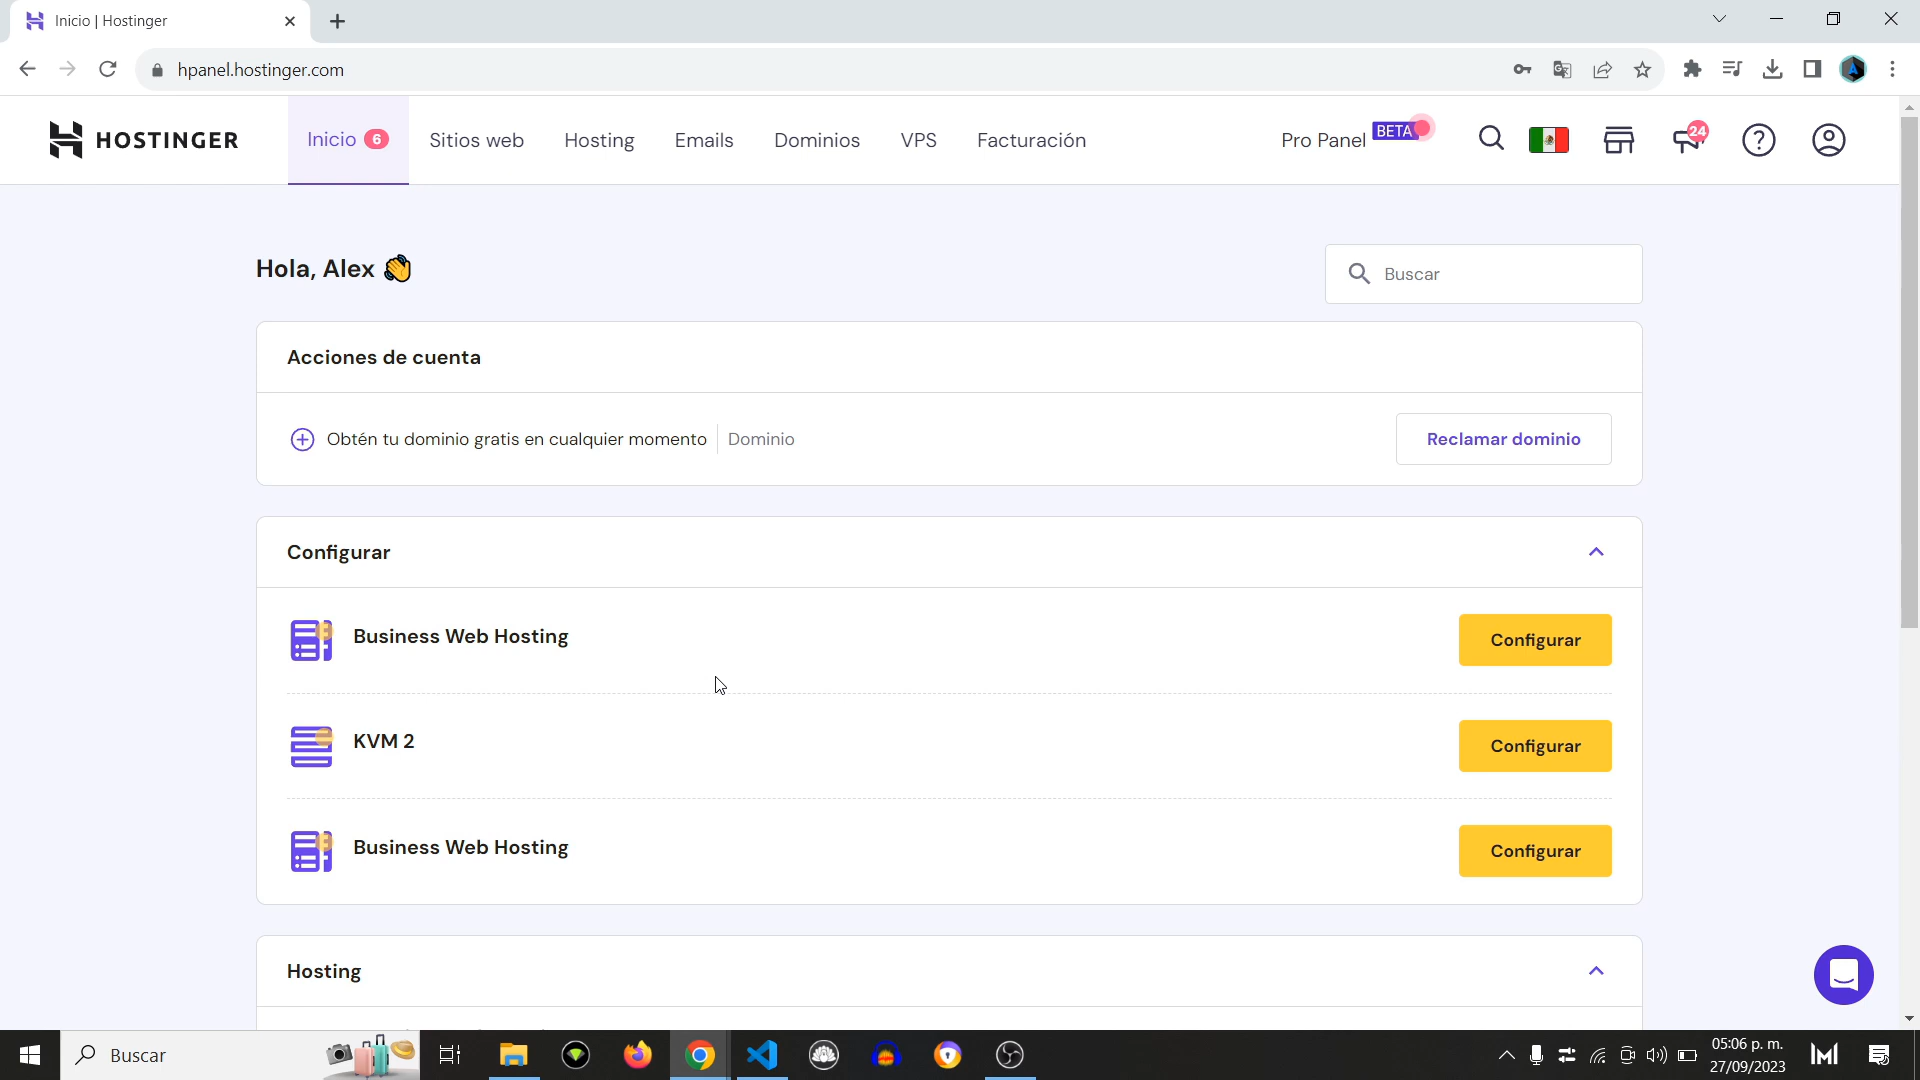 Inicio | Hostinger
hpanel.hostinger.com
HOSTINGER
Inicio 6
Sitios web
Hosting
Emails
Dominios
VPS
Facturación
Pro Panel BETA
24
Hola, Alex
Buscar
Acciones de cuenta
Obtén tu dominio gratis en cualquier momento
Dominio
Reclamar dominio
Configurar
Business Web Hosting
Configurar
KVM 2
Configurar
Business Web Hosting
Configurar
Hosting
Buscar
05:06 p. m.
27/09/2023